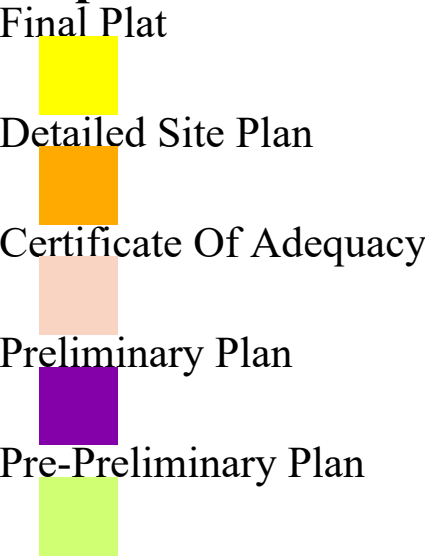 Final Plat
Detailed Site Plan
Certificate Of Adequacy
Preliminary Plan
Pre-Preliminary Plan